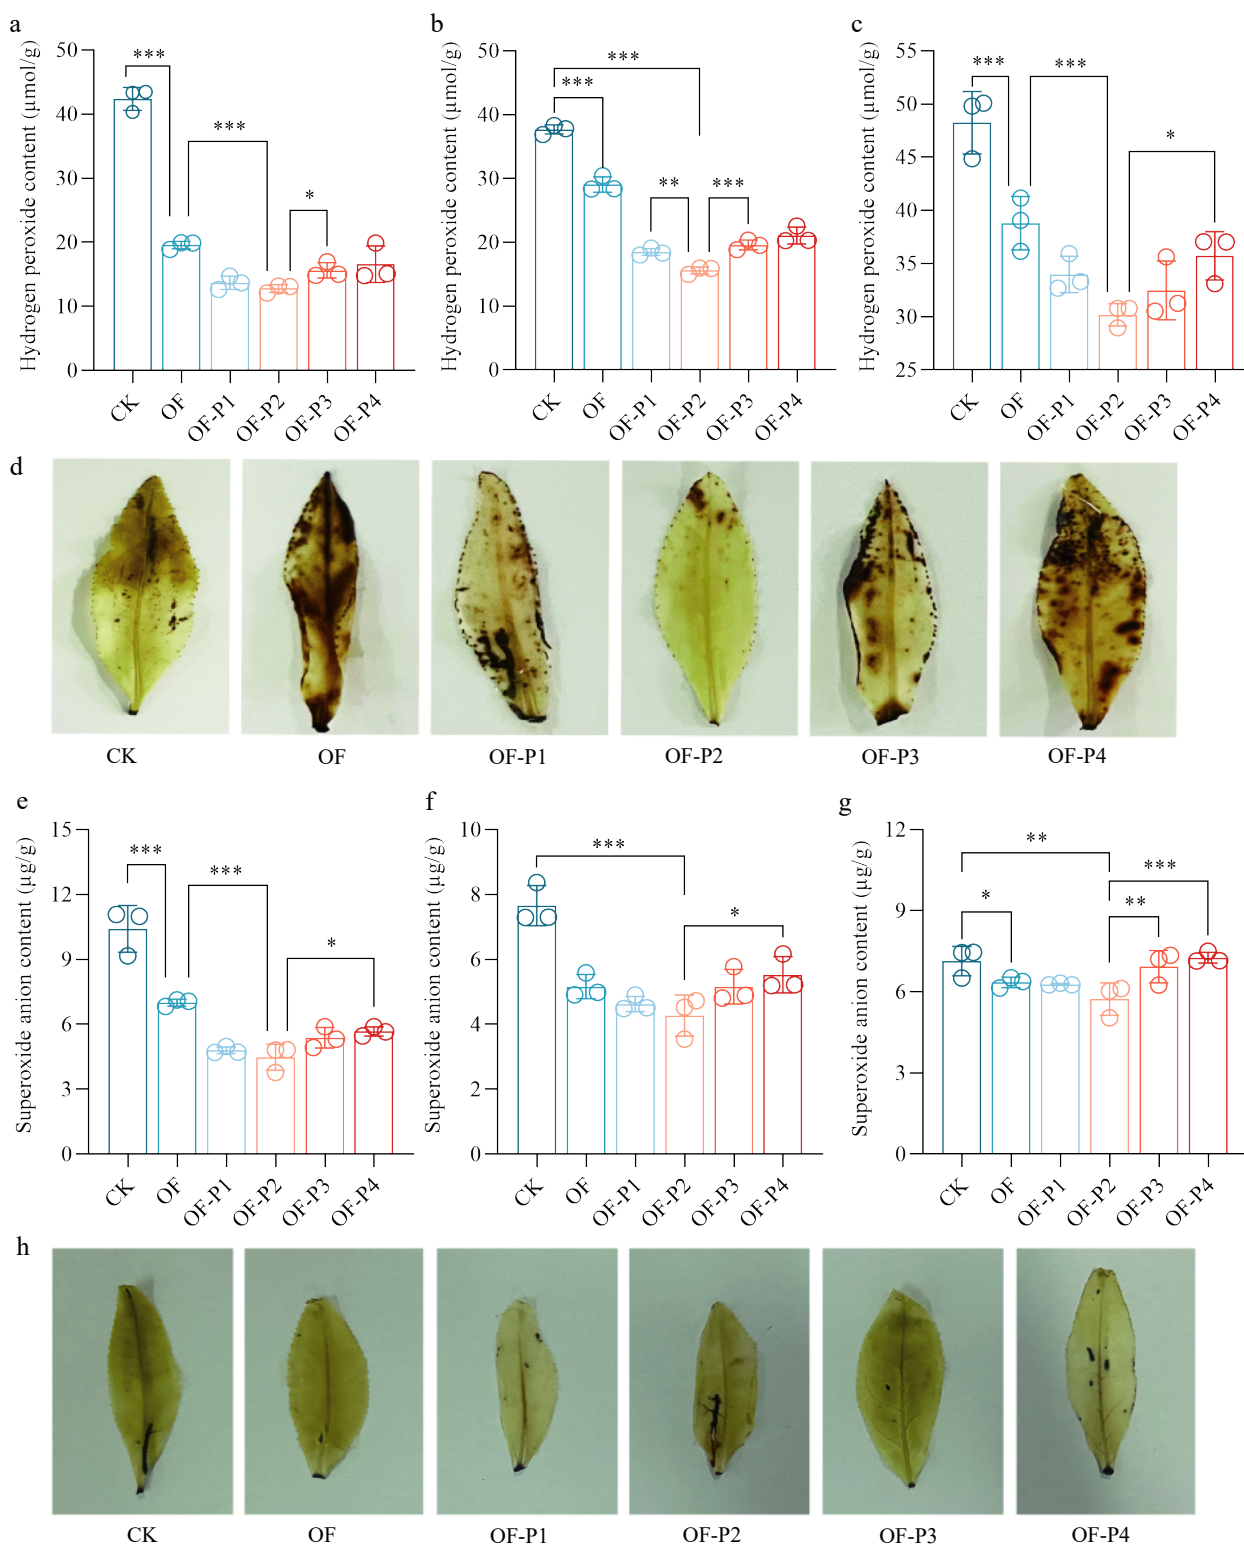 a
Hydrogen peroxide content (μmol/g)
50
40
30
20
10
0
***
***
*
CK
OF
OF-P1
OF-P2
OF-P3
OF-P4
b
Hydrogen peroxide content (μmol/g)
50
40
30
20
10
0
***
***
**
***
CK
OF
OF-P1
OF-P2
OF-P3
OF-P4
c
Hydrogen peroxide content (μmol/g)
55
50
45
40
35
30
25
***
***
*
CK
OF
OF-P1
OF-P2
OF-P3
OF-P4
d
CK
OF
OF-P1
OF-P2
OF-P3
OF-P4
e
Superoxide anion content (μg/g)
15
12
9
6
3
0
***
***
*
CK
OF
OF-P1
OF-P2
OF-P3
OF-P4
f
Superoxide anion content (μg/g)
10
8
6
4
2
0
***
*
CK
OF
OF-P1
OF-P2
OF-P3
OF-P4
g
Superoxide anion content (μg/g)
12
9
6
3
0
**
***
*
**
CK
OF
OF-P1
OF-P2
OF-P3
OF-P4
h
CK
OF
OF-P1
OF-P2
OF-P3
OF-P4